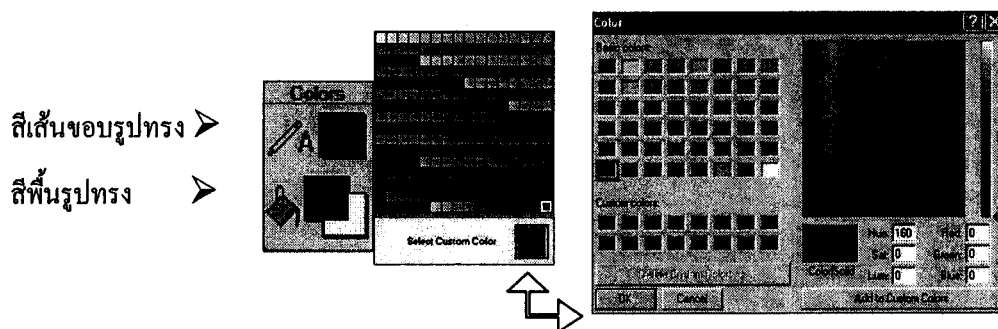 สีเส้นขอบรูปทรง
สีพื้นรูปทรง
Colors
A
Select Custom Color
Color
Basic colors:
Custom colors:
OK
Cancel
Hue: 160
Sat: 0
Lum: 0
Red: 0
Green: 0
Blue: 0
Color|Solid
Add to Custom Colors